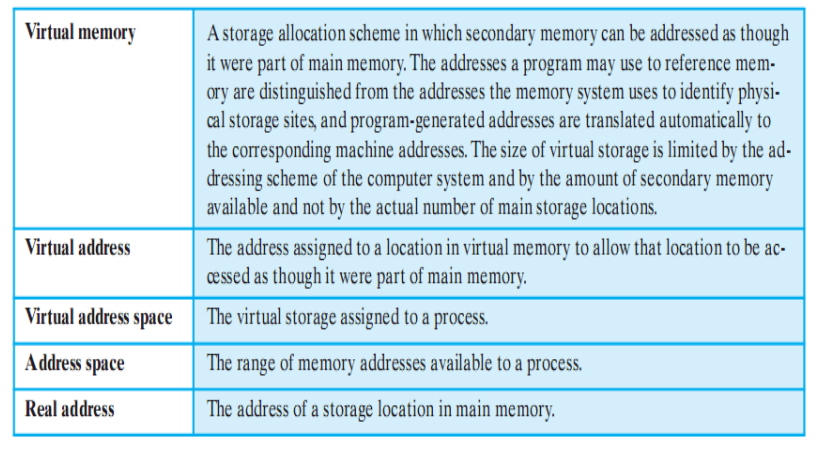 Virtual memory
A storage allocation scheme in which secondary memory can be addressed as though
it were part of main memory. The addresses a program may use to reference mem-
ory are distinguished from the addresses the memory system uses to identify physi-
cal storage sites, and program-generated addresses are translated automatically to
the corresponding machine addresses. The size of virtual storage is limited by the ad-
dressing scheme of the computer system and by the amount of secondary memory
available and not by the actual number of main storage locations.
Virtual address
The address assigned to a location in virtual memory to allow that location to be ac-
cessed as though it were part of main memory.
Virtual address space
The virtual storage assigned to a process.
Address space
The range of memory addresses available to a process.
Real address
The address of a storage location in main memory.